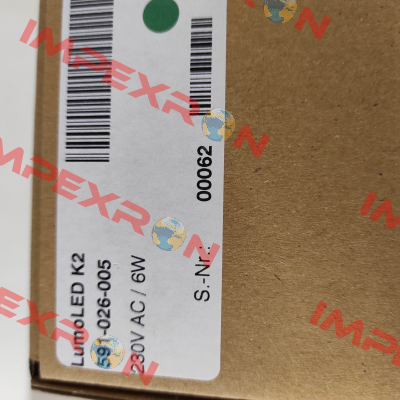 LumoLED K2
591-026-005
230V AC / 6W
S.-Nr.: 00062
IMPEXRON
IMPEXRON
IMPEXRON
IMPEXRON